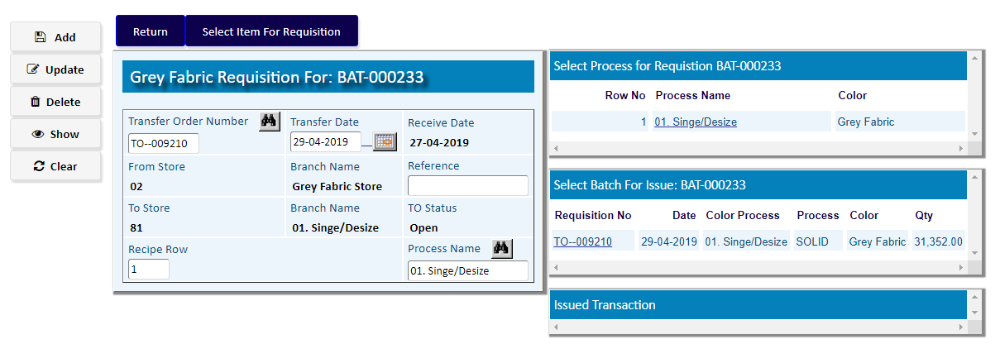 Add
Update
Delete
Show
Clear
Return
Select Item For Requisition
Grey Fabric Requisition For: BAT-000233
Transfer Order Number
Transfer Date
Receive Date
TO--009210
29-04-2019
27-04-2019
From Store
Branch Name
Reference
02
Grey Fabric Store
To Store
Branch Name
TO Status
81
01. Singe/Desize
Open
Recipe Row
Process Name
1
01. Singe/Desize
Select Process for Requistion BAT-000233
Row No Process Name Color
1 01. Singe/Desize Grey Fabric
Select Batch For Issue: BAT-000233
Requisition No Date Color Process Process Color Qty
TO--009210 29-04-2019 01. Singe/Desize SOLID Grey Fabric 31,352.00
Issued Transaction